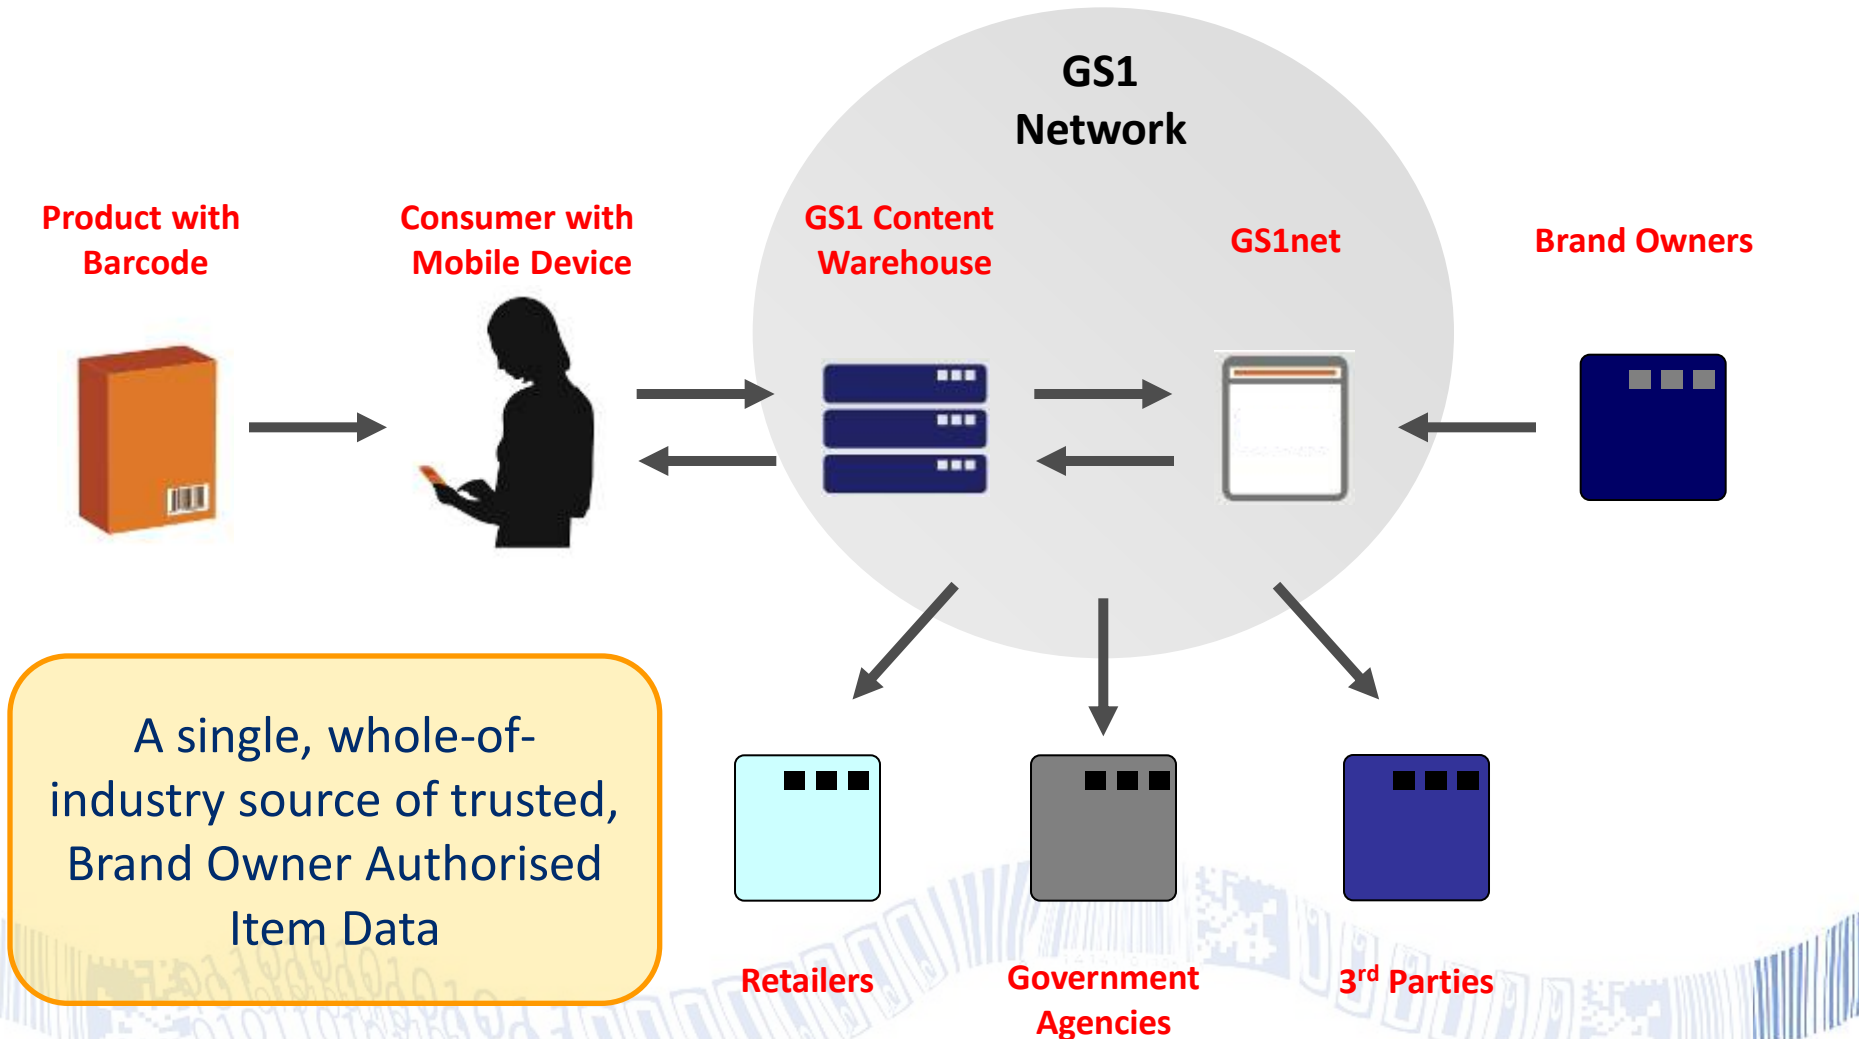 GS1
Network
Product with
Barcode
Consumer with
Mobile Device
GS1 Content
Warehouse
GS1net
Brand Owners
A single, whole-of-
industry source of trusted,
Brand Owner Authorised
Item Data
Retailers
Government
Agencies
3rd Parties